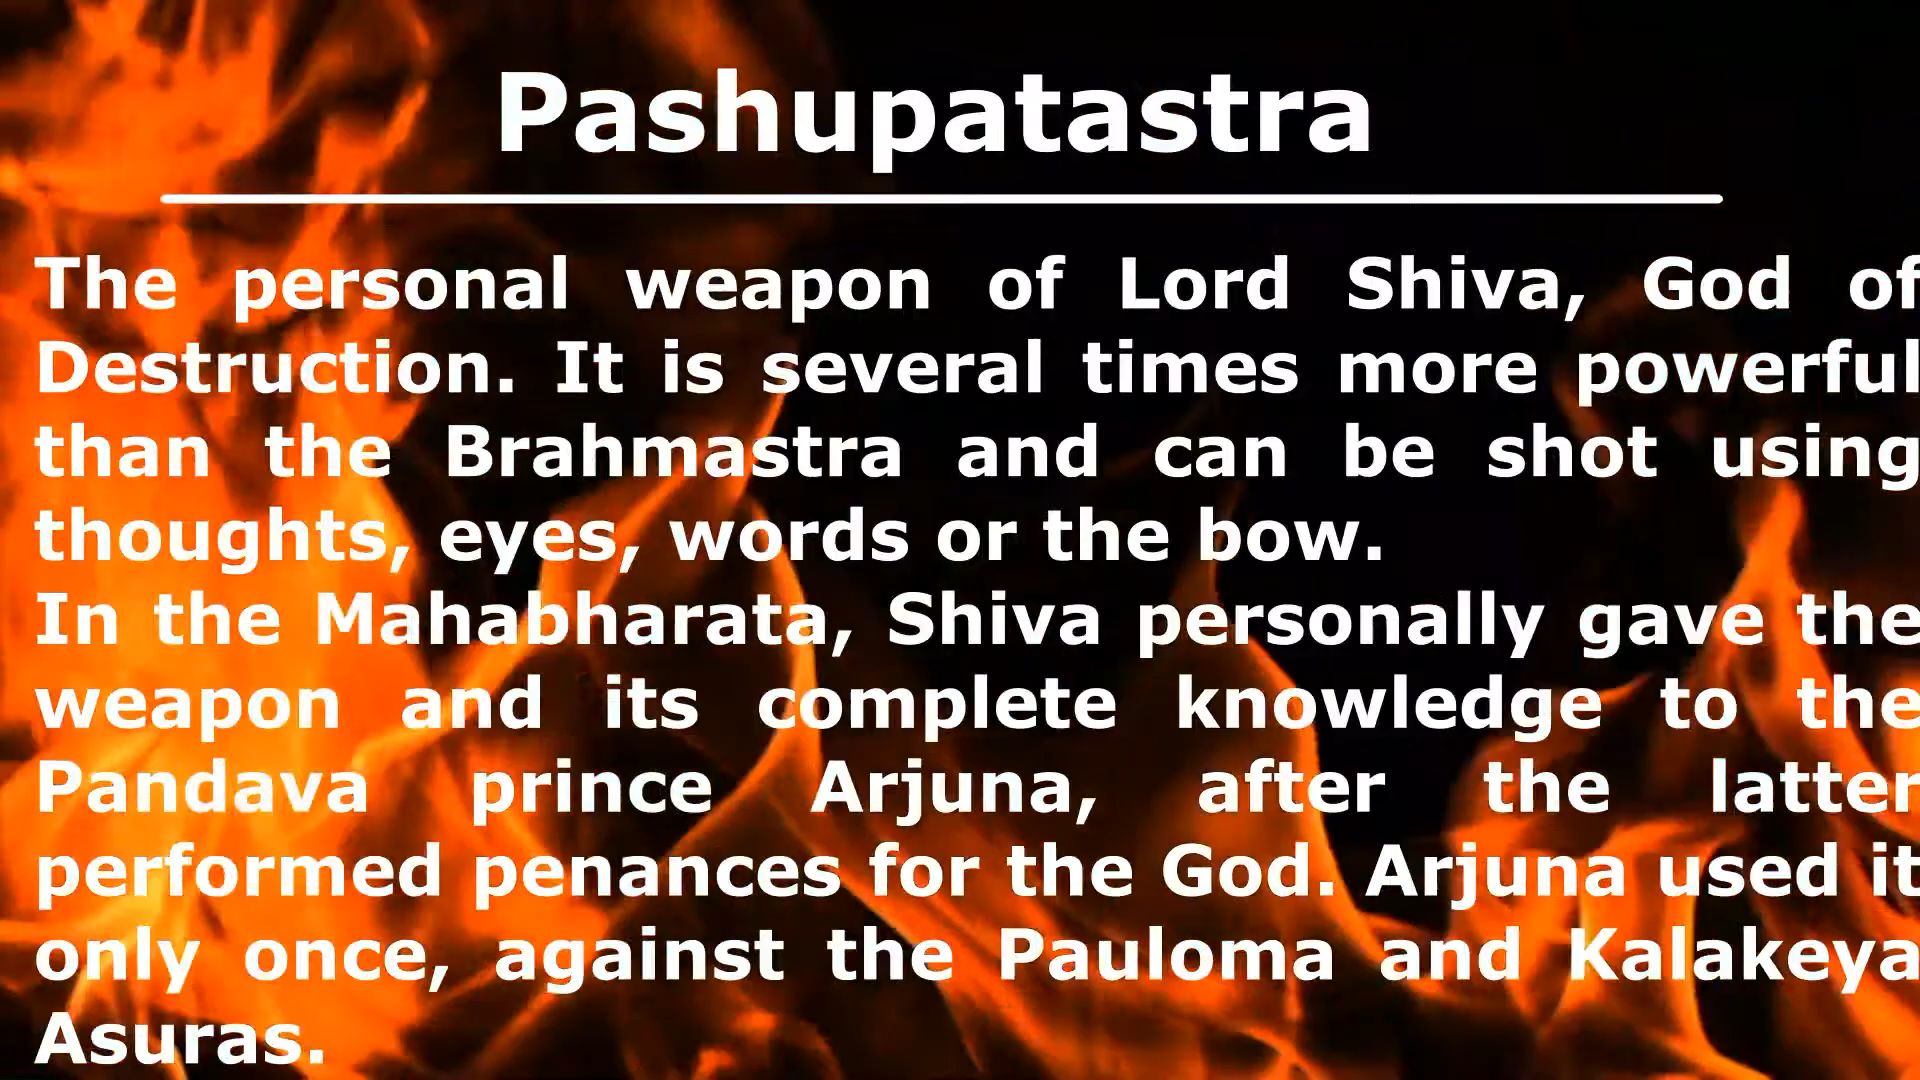 Pashupatastra
The personal weapon of Lord Shiva, God of
Destruction. It is several times more powerful
than the Brahmastra and can be shot using
thoughts, eyes, words or the bow.
In the Mahabharata, Shiva personally gave the
weapon and its complete knowledge to the
Pandava prince Arjuna, after the latter
performed penances for the God. Arjuna used it
only once, against the Pauloma and Kalakeya
Asuras.